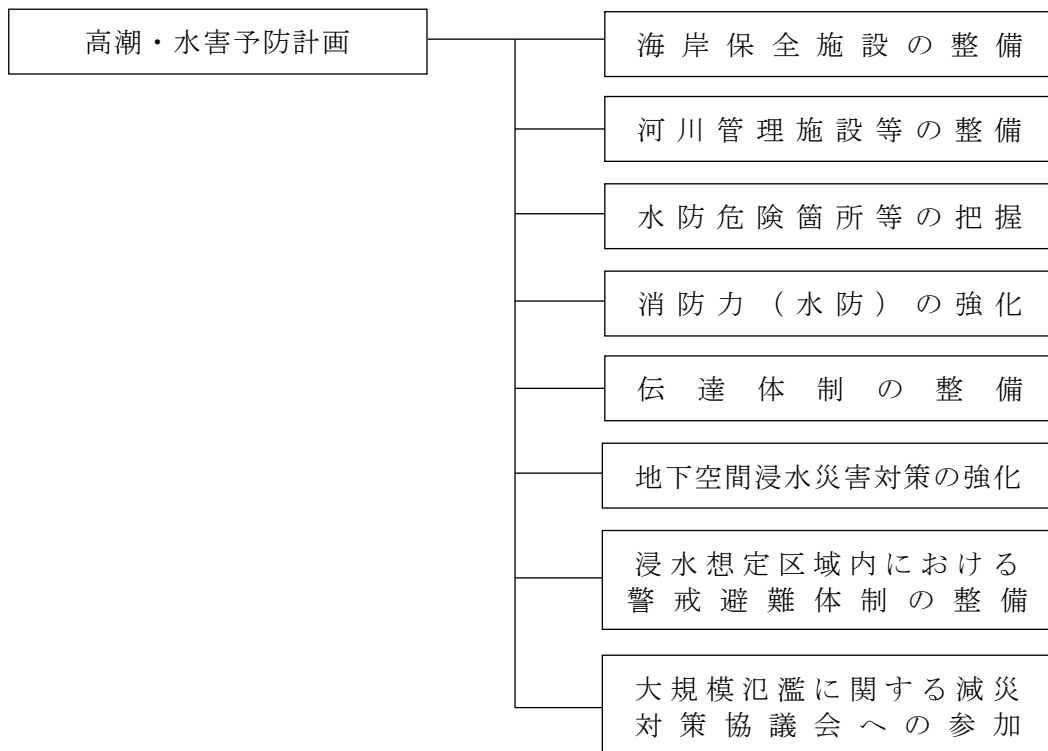 高潮・水害予防計画
海岸保全施設の整備
河川管理施設等の整備
水防危険箇所等の把握
消防力（水防）の強化
伝達体制の整備
地下空間浸水災害対策の強化
浸水想定区域内における
警戒避難体制の整備
大規模氾濫に関する減災
対策協議会への参加